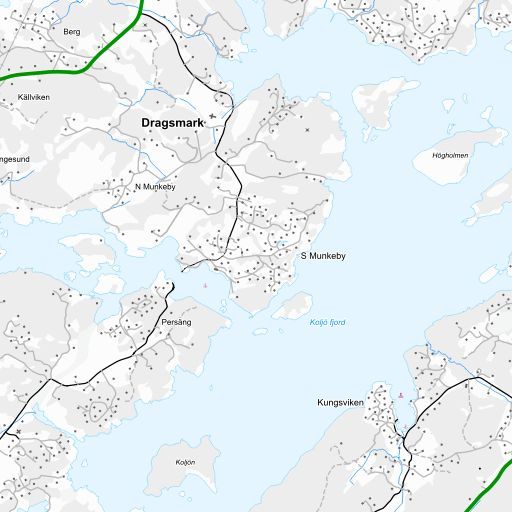 Berg
Källviken
Dragsmark
ngesund
Högholmen
N Munkeby
S Munkeby
Koljö fjord
Persäng
Kungsviken
Koljön